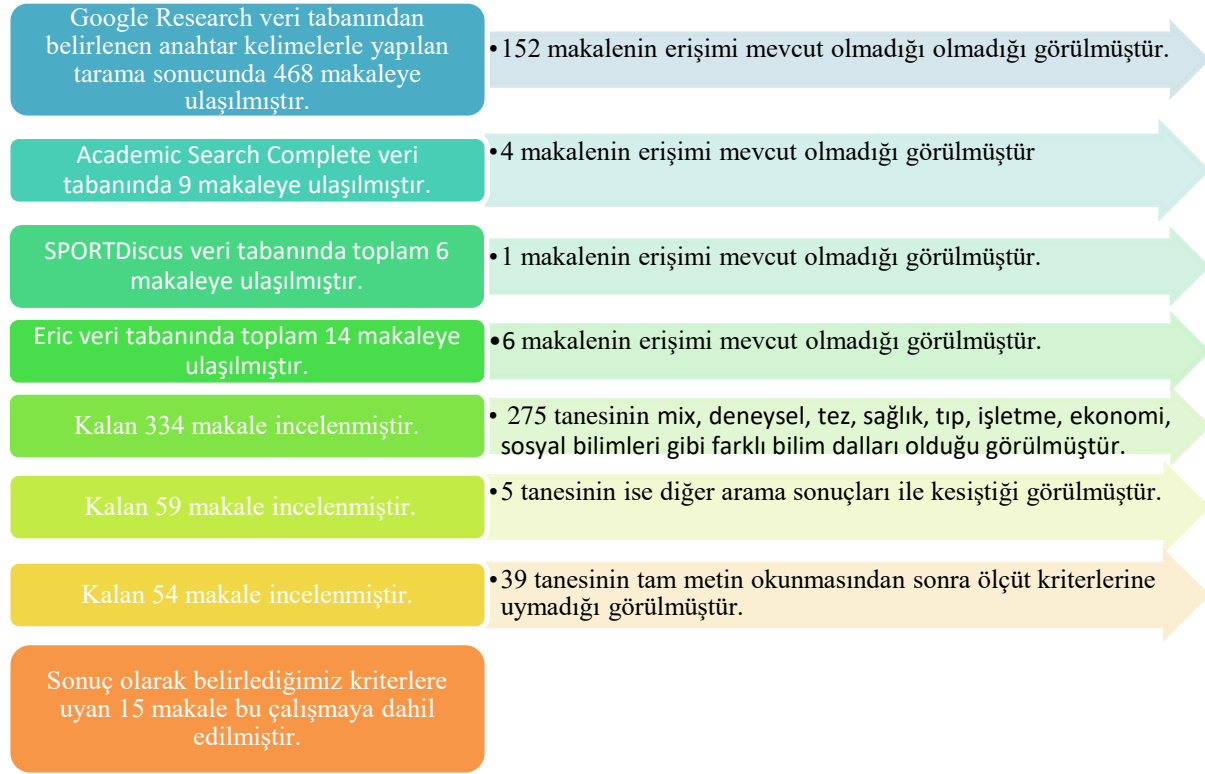 Google Research veri tabanından
belirlenen anahtar kelimelerle yapılan
tarama sonucunda 468 makaleye
ulaşılmıştır.
•152 makalenin erişimi mevcut olmadığı olmadığı görülmüştür.
Academic Search Complete veri
tabanında 9 makaleye ulaşılmıştır.
•4 makalenin erişimi mevcut olmadığı görülmüştür
SPORTDiscus veri tabanında toplam 6
makaleye ulaşılmıştır.
•1 makalenin erişimi mevcut olmadığı görülmüştür.
Eric veri tabanında toplam 14 makaleye
ulaşılmıştır.
•6 makalenin erişimi mevcut olmadığı görülmüştür.
Kalan 334 makale incelenmiştir.
• 275 tanesinin mix, deneysel, tez, sağlık, tıp, işletme, ekonomi,
sosyal bilimleri gibi farklı bilim dalları olduğu görülmüştür.
Kalan 59 makale incelenmiştir.
•5 tanesinin ise diğer arama sonuçları ile kesiştiği görülmüştür.
Kalan 54 makale incelenmiştir.
•39 tanesinin tam metin okunmasından sonra ölçüt kriterlerine
uymadığı görülmüştür.
Sonuç olarak belirlediğimiz kriterlere
uyan 15 makale bu çalışmaya dahil
edilmiştir.